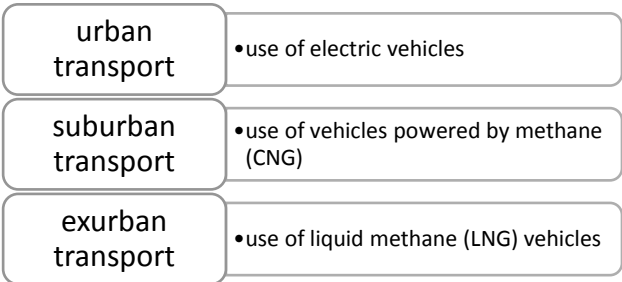 urban
transport
•use of electric vehicles
suburban
transport
•use of vehicles powered by methane
(CNG)
exurban
transport
•use of liquid methane (LNG) vehicles